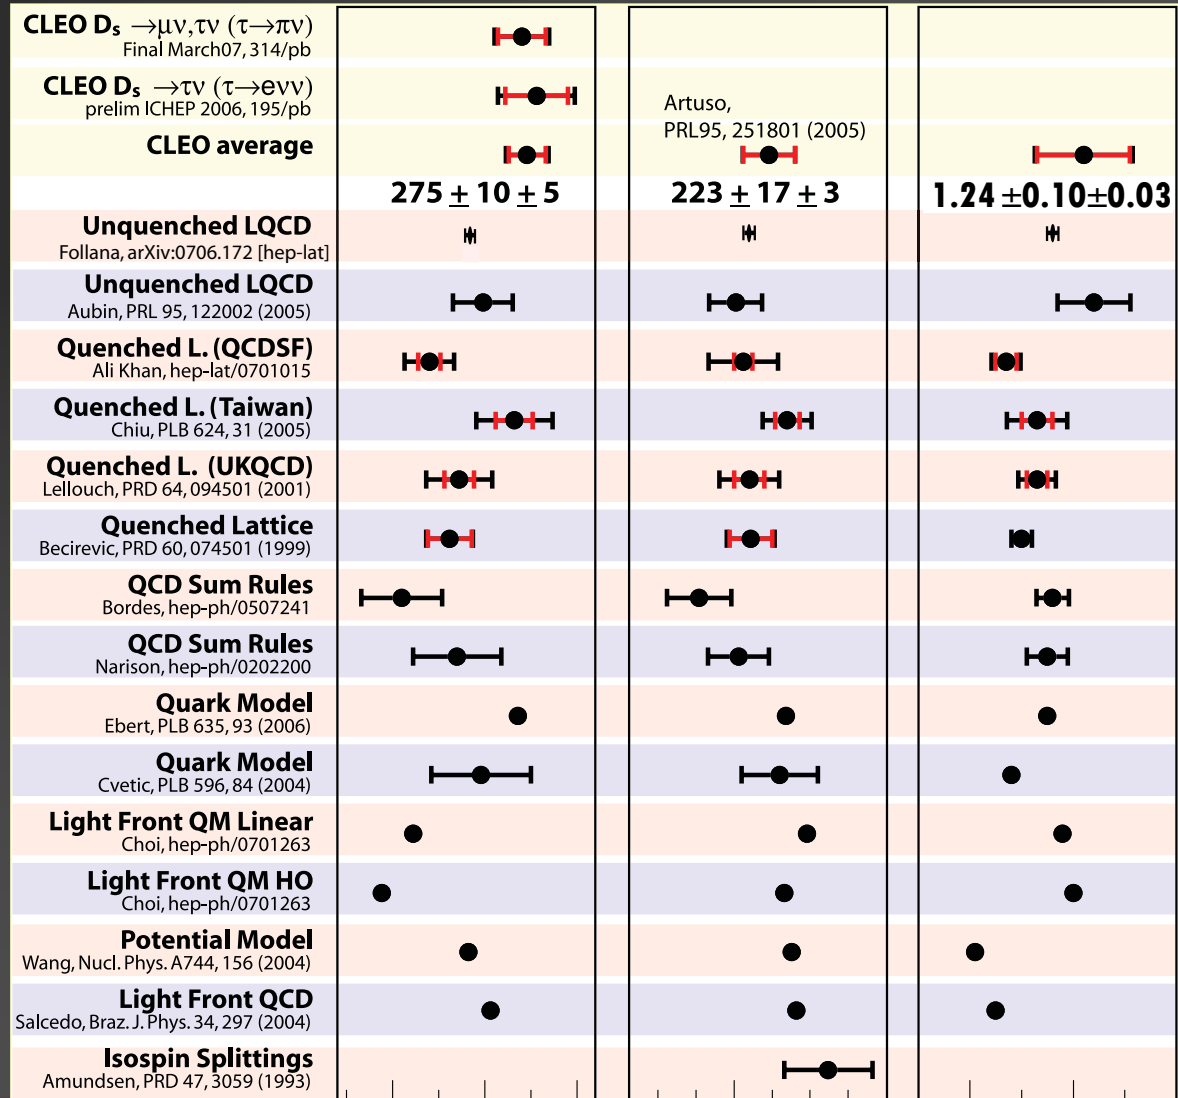 CLEO Ds →μν,τν (τ→πν)
Final March07, 314/pb
CLEO Ds →τν (τ→eνν)
prelim ICHEP 2006, 195/pb
Artuso,
PRL95, 251801 (2005)
CLEO average
275 ± 10 ± 5
223 ± 17 ± 3
1.24 ±0.10±0.03
Unquenched LQCD
Follana, arXiv:0706.172 [hep-lat]
Unquenched LQCD
Aubin, PRL 95, 122002 (2005)
Quenched L. (QCDSF)
Ali Khan, hep-lat/0701015
Quenched L. (Taiwan)
Chiu, PLB 624, 31 (2005)
Quenched L. (UKQCD)
Lellouch, PRD 64, 094501 (2001)
Quenched Lattice
Becirevic, PRD 60, 074501 (1999)
QCD Sum Rules
Bordes, hep-ph/0507241
QCD Sum Rules
Narison, hep-ph/0202200
Quark Model
Ebert, PLB 635, 93 (2006)
Quark Model
Cvetic, PLB 596, 84 (2004)
Light Front QM Linear
Choi, hep-ph/0701263
Light Front QM HO
Choi, hep-ph/0701263
Potential Model
Wang, Nucl. Phys. A744, 156 (2004)
Light Front QCD
Salcedo, Braz. J. Phys. 34, 297 (2004)
Isospin Splittings
Amundsen, PRD 47, 3059 (1993)